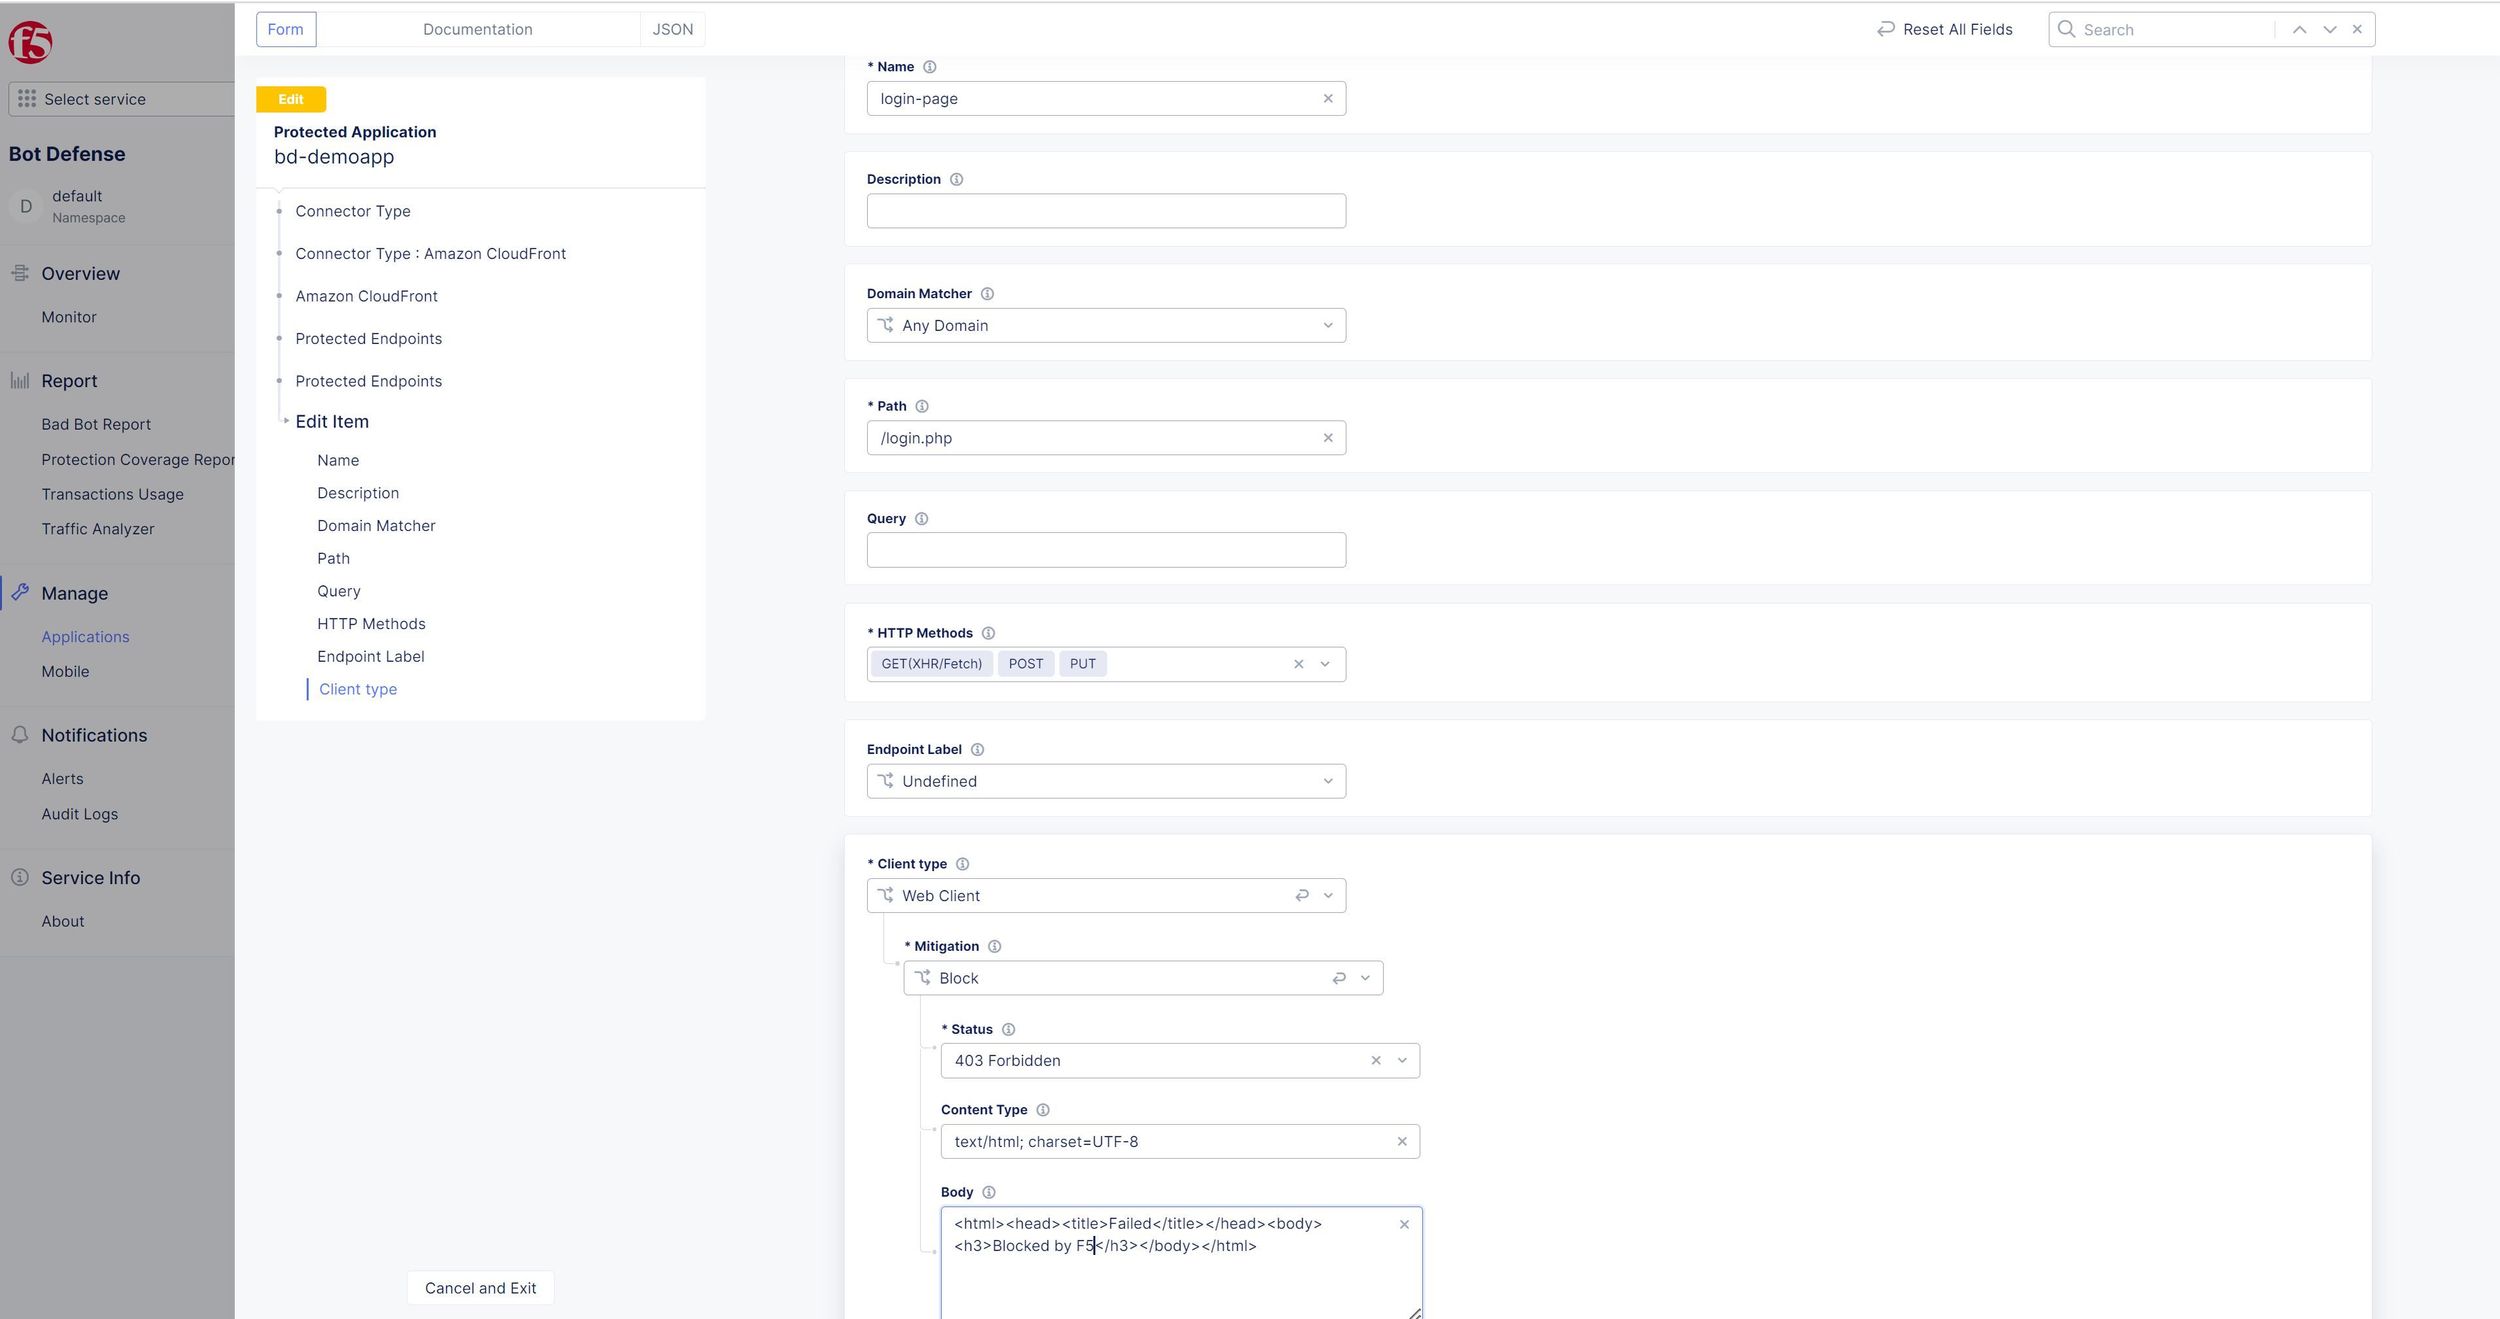 f5
Select service
Bot Defense
D
default
Namespace
Overview
Monitor
Report
Bad Bot Report
Protection Coverage Repor
Transactions Usage
Traffic Analyzer
Manage
Applications
Mobile
Notifications
Alerts
Audit Logs
Service Info
About
Form
Documentation
JSON
Reset All Fields
Search
Edit
Protected Application
bd-demoapp
Connector Type
Connector Type : Amazon CloudFront
Amazon CloudFront
Protected Endpoints
Protected Endpoints
Edit Item
Name
Description
Domain Matcher
Path
Query
HTTP Methods
Endpoint Label
Client type
Cancel and Exit
* Name
login-page
Description
Domain Matcher
Any Domain
* Path
/login.php
Query
* HTTP Methods
GET(XHR/Fetch) POST PUT
Endpoint Label
Undefined
* Client type
Web Client
* Mitigation
Block
* Status
403 Forbidden
Content Type
text/html; charset=UTF-8
Body
<html><head><title>Failed</title></head><body>
<h3>Blocked by F5</h3></body></html>